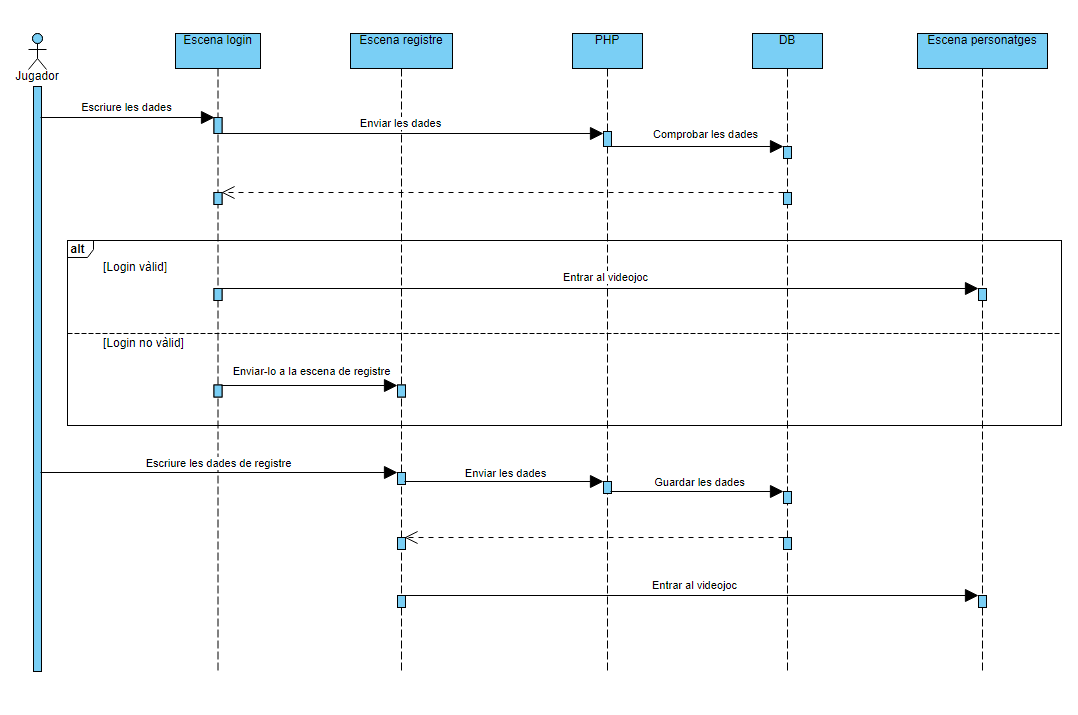 Escena login
Escena registre
PHP
DB
Escena personatges
Jugador
Escriure les dades
Enviar les dades
Comprobar les dades
alt
[Login vàlid]
Entrar al videojoc
[Login no vàlid]
Enviar-lo a la escena de registre
Escriure les dades de registre
Enviar les dades
Guardar les dades
Entrar al videojoc